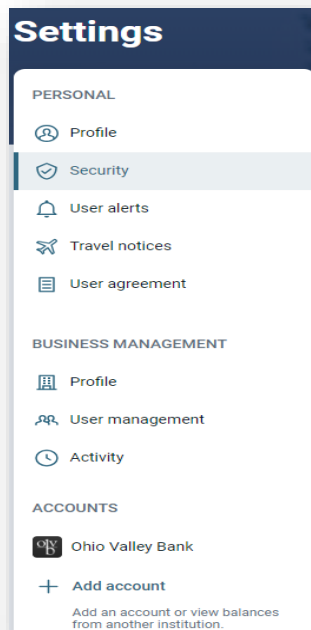 Settings
PERSONAL
Profile
Security
User alerts
Travel notices
User agreement
BUSINESS MANAGEMENT
Profile
User management
Activity
ACCOUNTS
ovb Ohio Valley Bank
Add account
Add an account or view balances
from another institution.